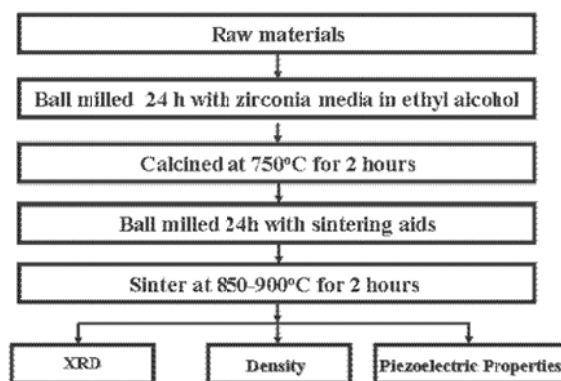 Raw materials
Ball milled 24 h with zirconia media in ethyl alcohol
Calcined at 750°C for 2 hours
Ball milled 24h with sintering aids
Sinter at 850-900°C for 2 hours
XRD
Density
Piezoelectric Properties